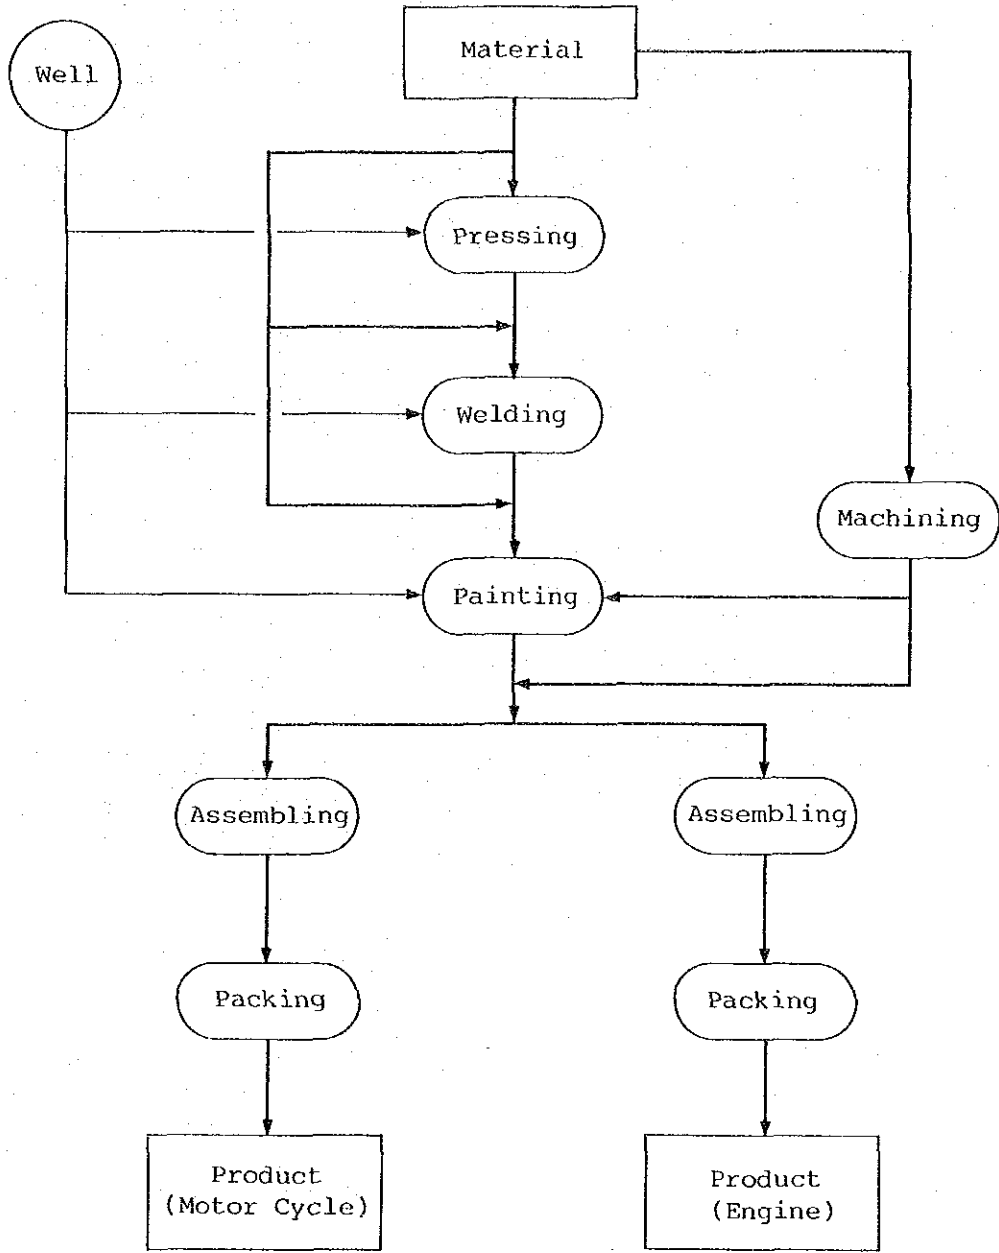 Material
Well
Pressing
Welding
Machining
Painting
Assembling
Assembling
Packing
Packing
Product
(Motor Cycle)
Product
(Engine)